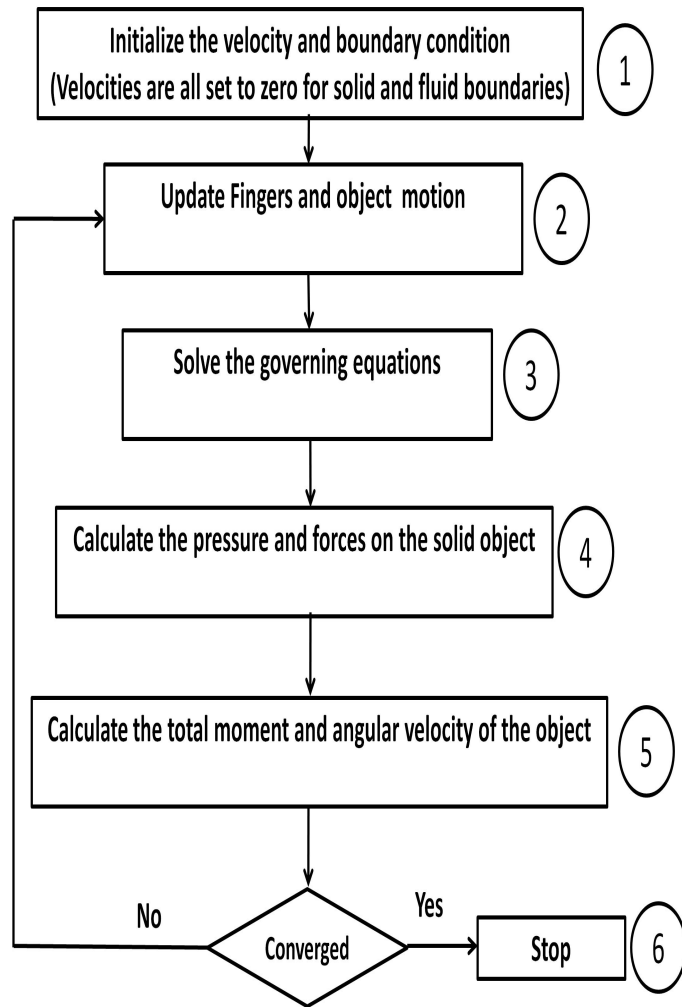 Initialize the velocity and boundary condition
(Velocities are all set to zero for solid and fluid boundaries)
1
Update Fingers and object motion
2
Solve the governing equations
3
Calculate the pressure and forces on the solid object
4
Calculate the total moment and angular velocity of the object
5
No
Converged
Yes
Stop
6